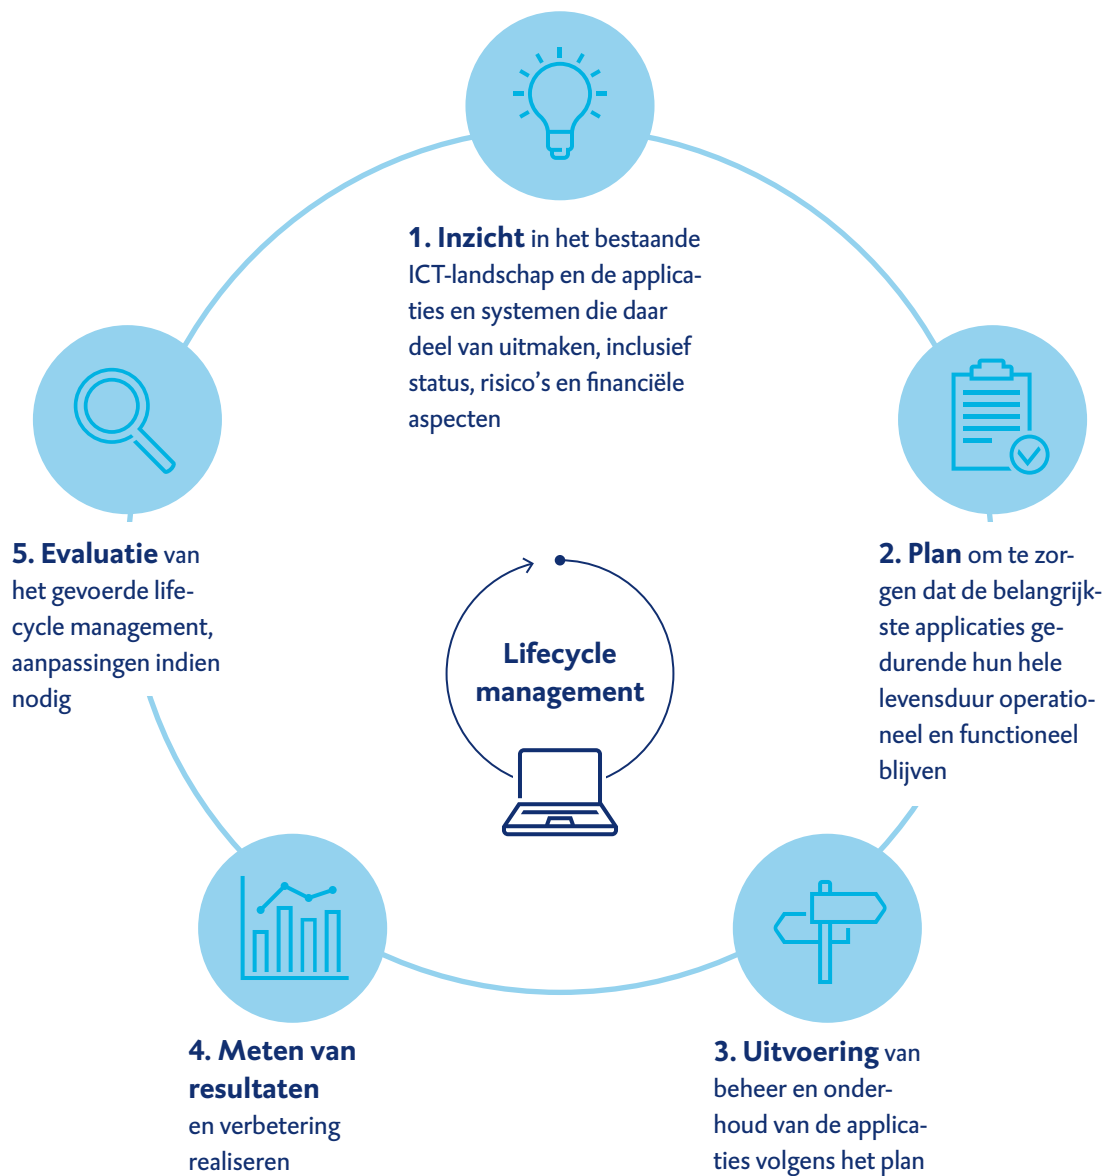 1. Inzicht in het bestaande
ICT-landschap en de applica-
ties en systemen die daar
deel van uitmaken, inclusief
status, risico’s en financiële
aspecten
2. Plan om te zor-
gen dat de belangrijk-
ste applicaties ge-
durende hun hele
levensduur operatio-
neel en functioneel
blijven
3. Uitvoering van
beheer en onder-
houd van de applica-
ties volgens het plan
4. Meten van
resultaten
en verbetering
realiseren
5. Evaluatie van
het gevoerde life-
cycle management,
aanpassingen indien
nodig
Lifecycle
management